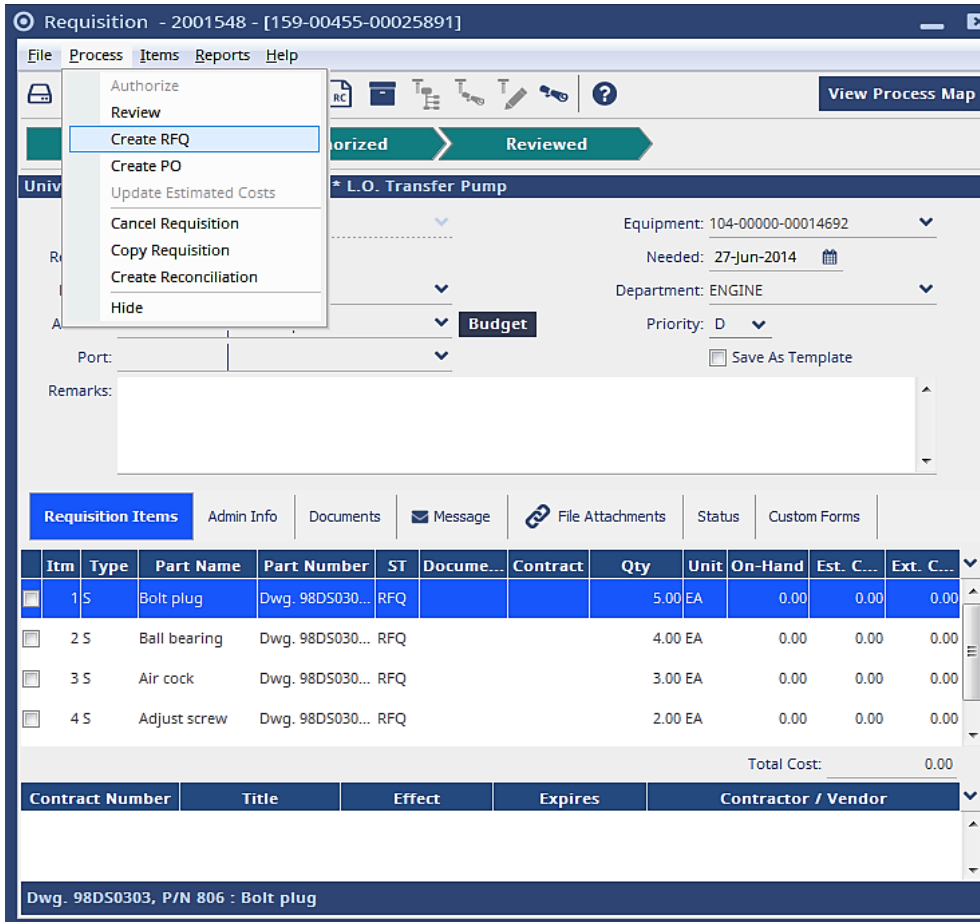 Requisition - 2001548 - [159-00455-00025891]
File Process Items Reports Help
Authorize
Review
Create RFQ
Create PO
Update Estimated Costs
Cancel Requisition
Copy Requisition
Create Reconciliation
Hide
RC
View Process Map
orized
Reviewed
Univ
* L.O. Transfer Pump
Equipment: 104-00000-00014692
Needed: 27-Jun-2014
Department: ENGINE
A
Budget
Priority: D
Port:
Save As Template
Remarks:
Requisition Items Admin Info Documents Message File Attachments Status Custom Forms
Itm Type Part Name Part Number ST Docume... Contract Qty Unit On-Hand Est. C... Ext. C...
1 S Bolt plug Dwg. 98DS030... RFQ 5.00 EA 0.00 0.00 0.00
2 S Ball bearing Dwg. 98DS030... RFQ 4.00 EA 0.00 0.00 0.00
3 S Air cock Dwg. 98DS030... RFQ 3.00 EA 0.00 0.00 0.00
4 S Adjust screw Dwg. 98DS030... RFQ 2.00 EA 0.00 0.00 0.00
Total Cost: 0.00
Contract Number Title Effect Expires Contractor / Vendor
Dwg. 98DS0303, P/N 806 : Bolt plug